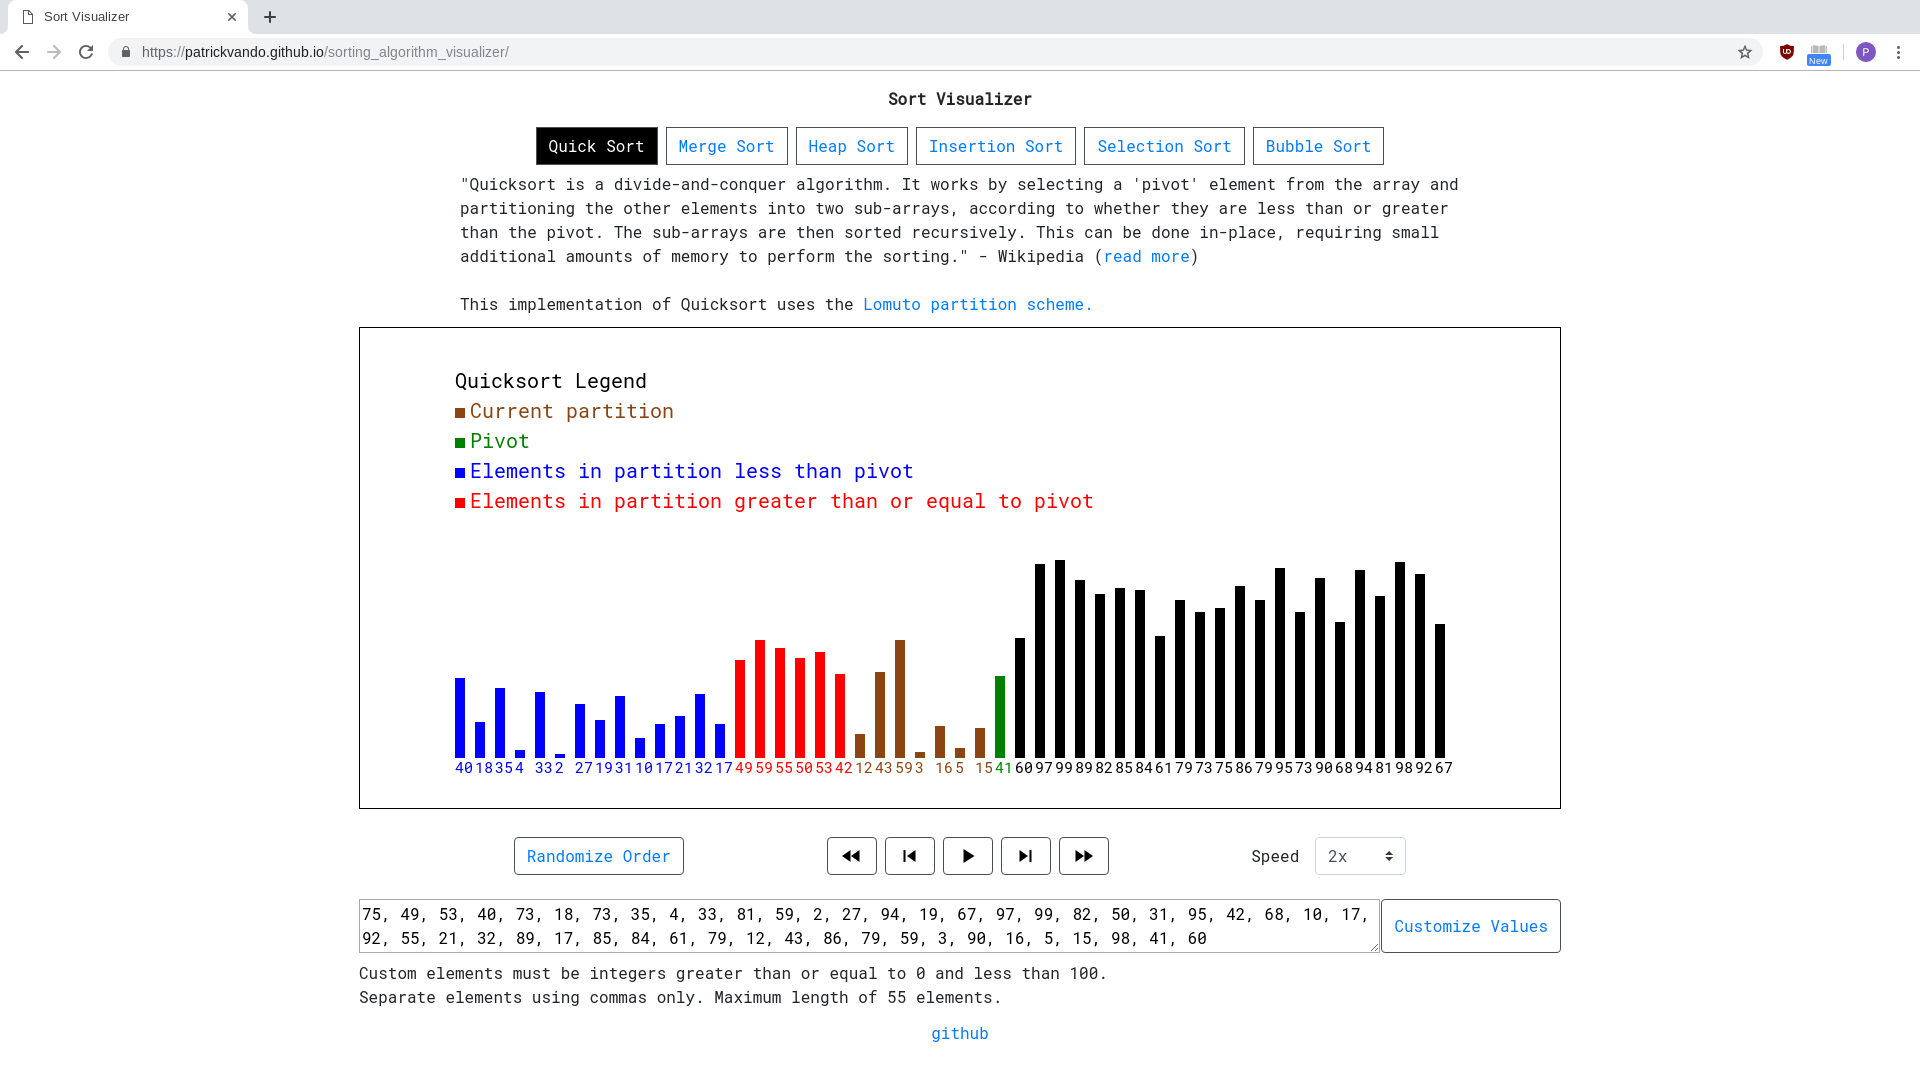 Sort Visualizer
https://patrickvando.github.io/sorting_algorithm_visualizer/
New
P
Sort Visualizer
Quick Sort Merge Sort Heap Sort Insertion Sort Selection Sort Bubble Sort
"Quicksort is a divide-and-conquer algorithm. It works by selecting a 'pivot' element from the array and
partitioning the other elements into two sub-arrays, according to whether they are less than or greater
than the pivot. The sub-arrays are then sorted recursively. This can be done in-place, requiring small
additional amounts of memory to perform the sorting." - Wikipedia (read more)
This implementation of Quicksort uses the Lomuto partition scheme.
Quicksort Legend
Current partition
Pivot
Elements in partition less than pivot
Elements in partition greater than or equal to pivot
40 18 35 4 33 2 27 19 31 10 17 21 32 17 49 59 55 50 53 42 12 43 59 3 16 5 15 41 60 97 99 89 82 85 84 61 79 73 75 86 79 95 73 90 68 94 81 98 92 67
Randomize Order Speed 2x
75, 49, 53, 40, 73, 18, 73, 35, 4, 33, 81, 59, 2, 27, 94, 19, 67, 97, 99, 82, 50, 31, 95, 42, 68, 10, 17,
92, 55, 21, 32, 89, 17, 85, 84, 61, 79, 12, 43, 86, 79, 59, 3, 90, 16, 5, 15, 98, 41, 60
Customize Values
Custom elements must be integers greater than or equal to 0 and less than 100.
Separate elements using commas only. Maximum length of 55 elements.
github